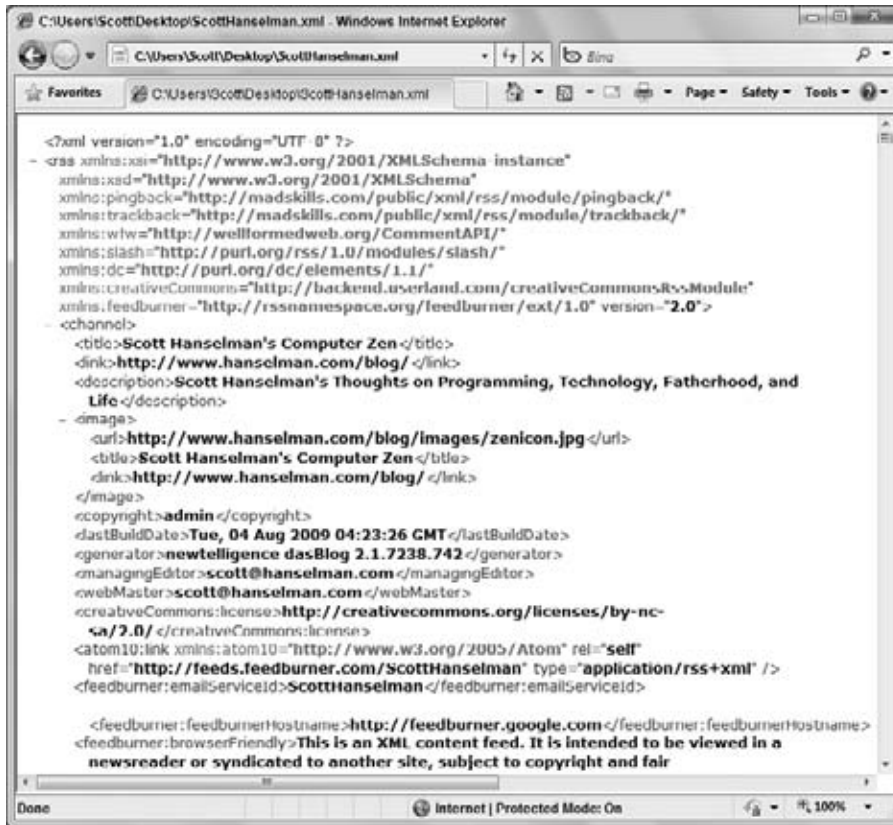 C:\Users\Scott\Desktop\ScottHanselman.xml - Windows Internet Explorer
C:\Users\Scott\Desktop\ScottHanselman.xml
Bing
Favorites
C:\Users\Scott\Desktop\ScottHanselman.xml
Page
Safety
Tools
<?xml version="1.0" encoding="UTF-8" ?>
- <rss xmlns:xsi="http://www.w3.org/2001/XMLSchema-instance"
xmlns:xsd="http://www.w3.org/2001/XMLSchema"
xmlns:pingback="http://madskills.com/public/xml/rss/module/pingback/"
xmlns:trackback="http://madskills.com/public/xml/rss/module/trackback/"
xmlns:wfw="http://wellformedweb.org/CommentAPI/"
xmlns:slash="http://purl.org/rss/1.0/modules/slash/"
xmlns:dc="http://purl.org/dc/elements/1.1/"
xmlns:creativeCommons="http://backend.userland.com/creativeCommonsRssModule"
xmlns:feedburner="http://rssnamespace.org/feedburner/ext/1.0" version="2.0">
- <channel>
<title>Scott Hanselman's Computer Zen</title>
<link>http://www.hanselman.com/blog/</link>
<description>Scott Hanselman's Thoughts on Programming, Technology, Fatherhood, and
Life</description>
- <image>
<url>http://www.hanselman.com/blog/images/zenicon.jpg</url>
<title>Scott Hanselman's Computer Zen</title>
<link>http://www.hanselman.com/blog/</link>
</image>
<copyright>admin</copyright>
<lastBuildDate>Tue, 04 Aug 2009 04:23:26 GMT</lastBuildDate>
<generator>newtelligence dasBlog 2.1.7238.742</generator>
<managingEditor>scott@hanselman.com</managingEditor>
<webMaster>scott@hanselman.com</webMaster>
<creativeCommons:license>http://creativecommons.org/licenses/by-nc-
sa/2.0/</creativeCommons:license>
<atom10:link xmlns:atom10="http://www.w3.org/2005/Atom" rel="self"
href="http://feeds.feedburner.com/ScottHanselman" type="application/rss+xml" />
<feedburner:emailServiceId>ScottHanselman</feedburner:emailServiceId>
<feedburner:feedburnerHostname>http://feedburner.google.com</feedburner:feedburnerHostname>
<feedburner:browserFriendly>This is an XML content feed. It is intended to be viewed in a
newsreader or syndicated to another site, subject to copyright and fair
Done
Internet | Protected Mode: On
100%